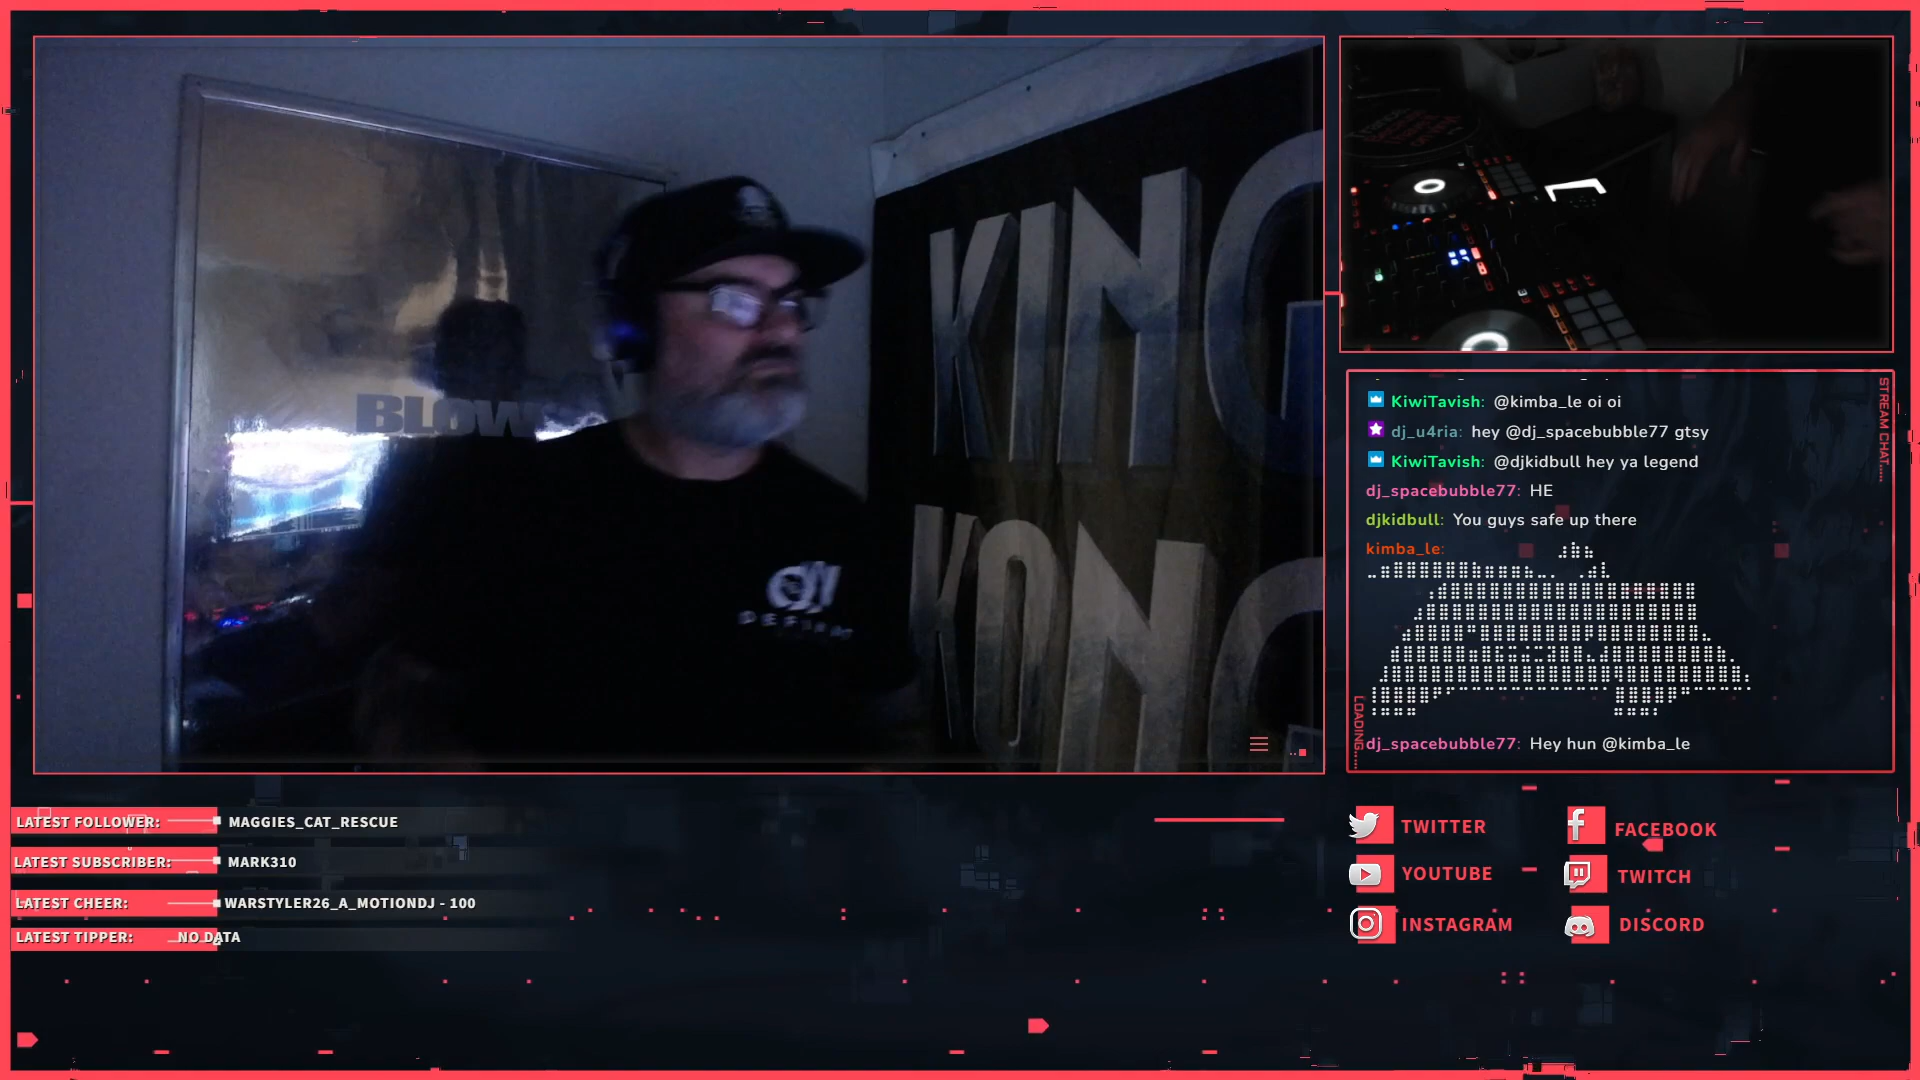 KING
KONG
BLOW
STREAM CHAT.....
KiwiTavish: @kimba_le oi oi
dj_u4ria: hey @dj_spacebubble77 gtsy
KiwiTavish: @djkidbull hey ya legend
dj_spacebubble77: HE
djkidbull: You guys safe up there
kimba_le:
dj_spacebubble77: Hey hun @kimba_le
LOADING.....
LATEST FOLLOWER: MAGGIES_CAT_RESCUE
LATEST SUBSCRIBER: MARK310
LATEST CHEER: WARSTYLER26_A_MOTIONDJ - 100
LATEST TIPPER: NO DATA
TWITTER
FACEBOOK
YOUTUBE
TWITCH
INSTAGRAM
DISCORD